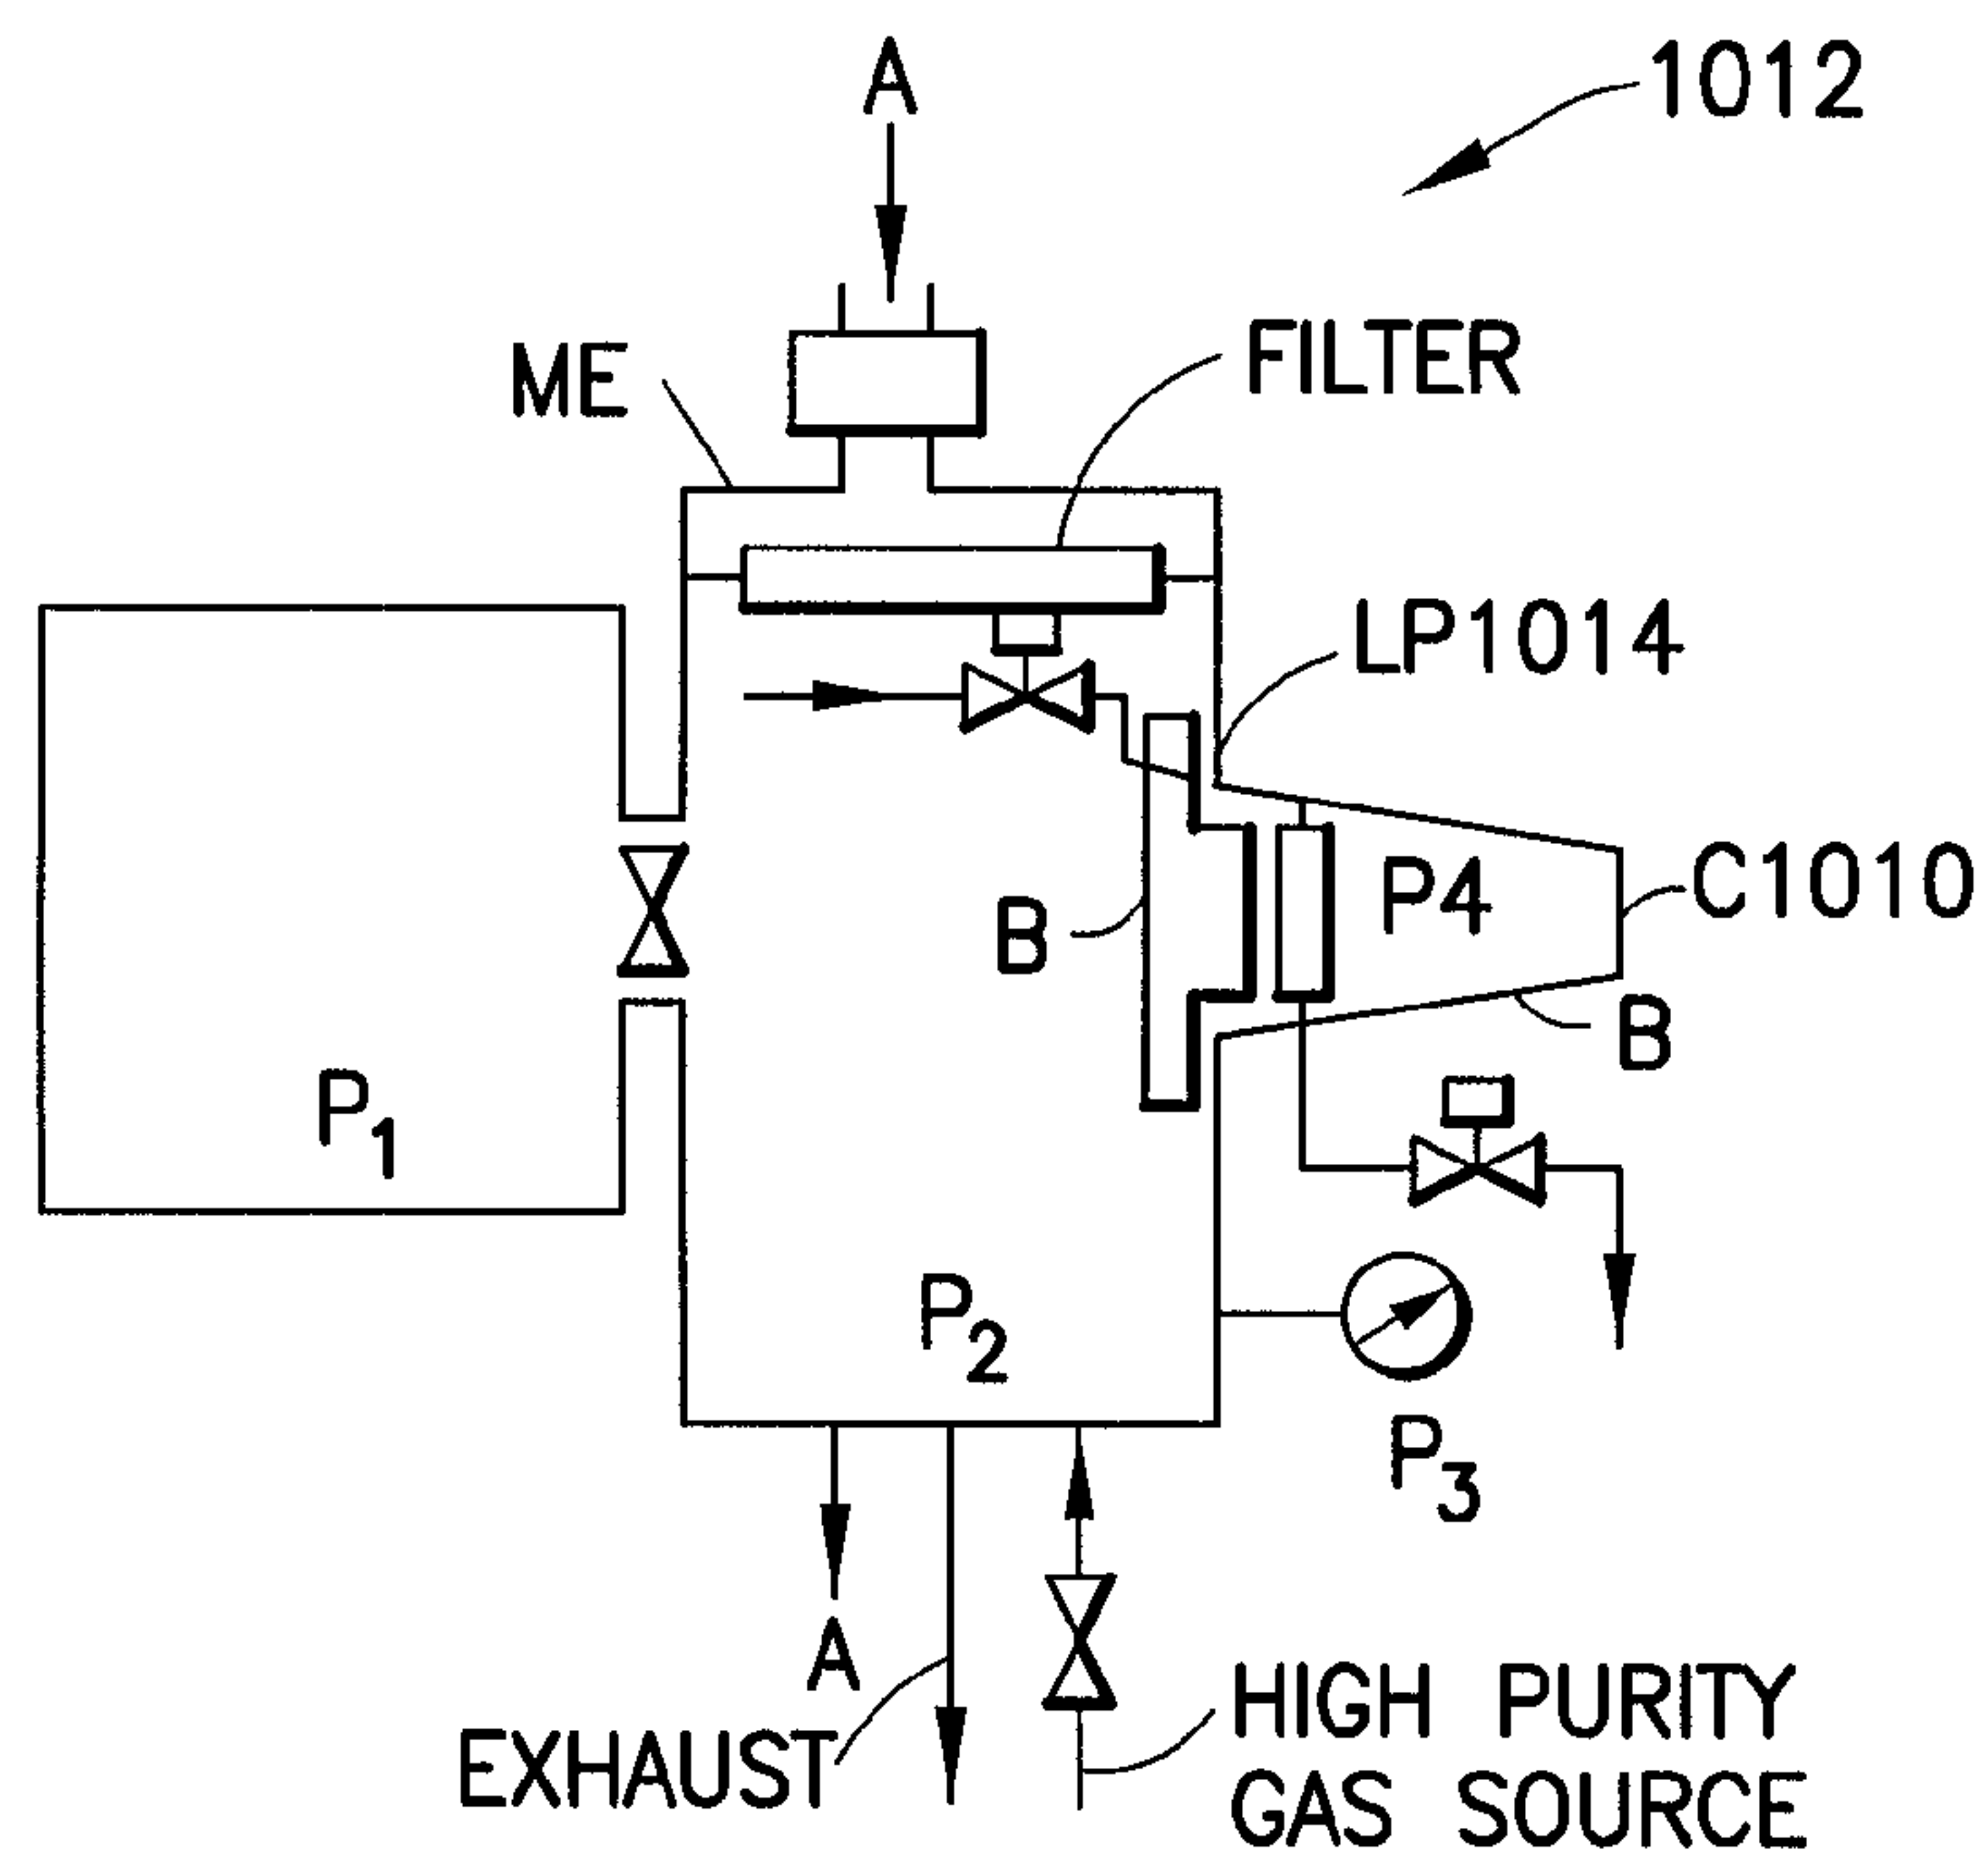 A
1012
ME
FILTER
LP1014
P4
C1010
B
B
P1
P2
P3
A
EXHAUST
HIGH PURITY
GAS SOURCE